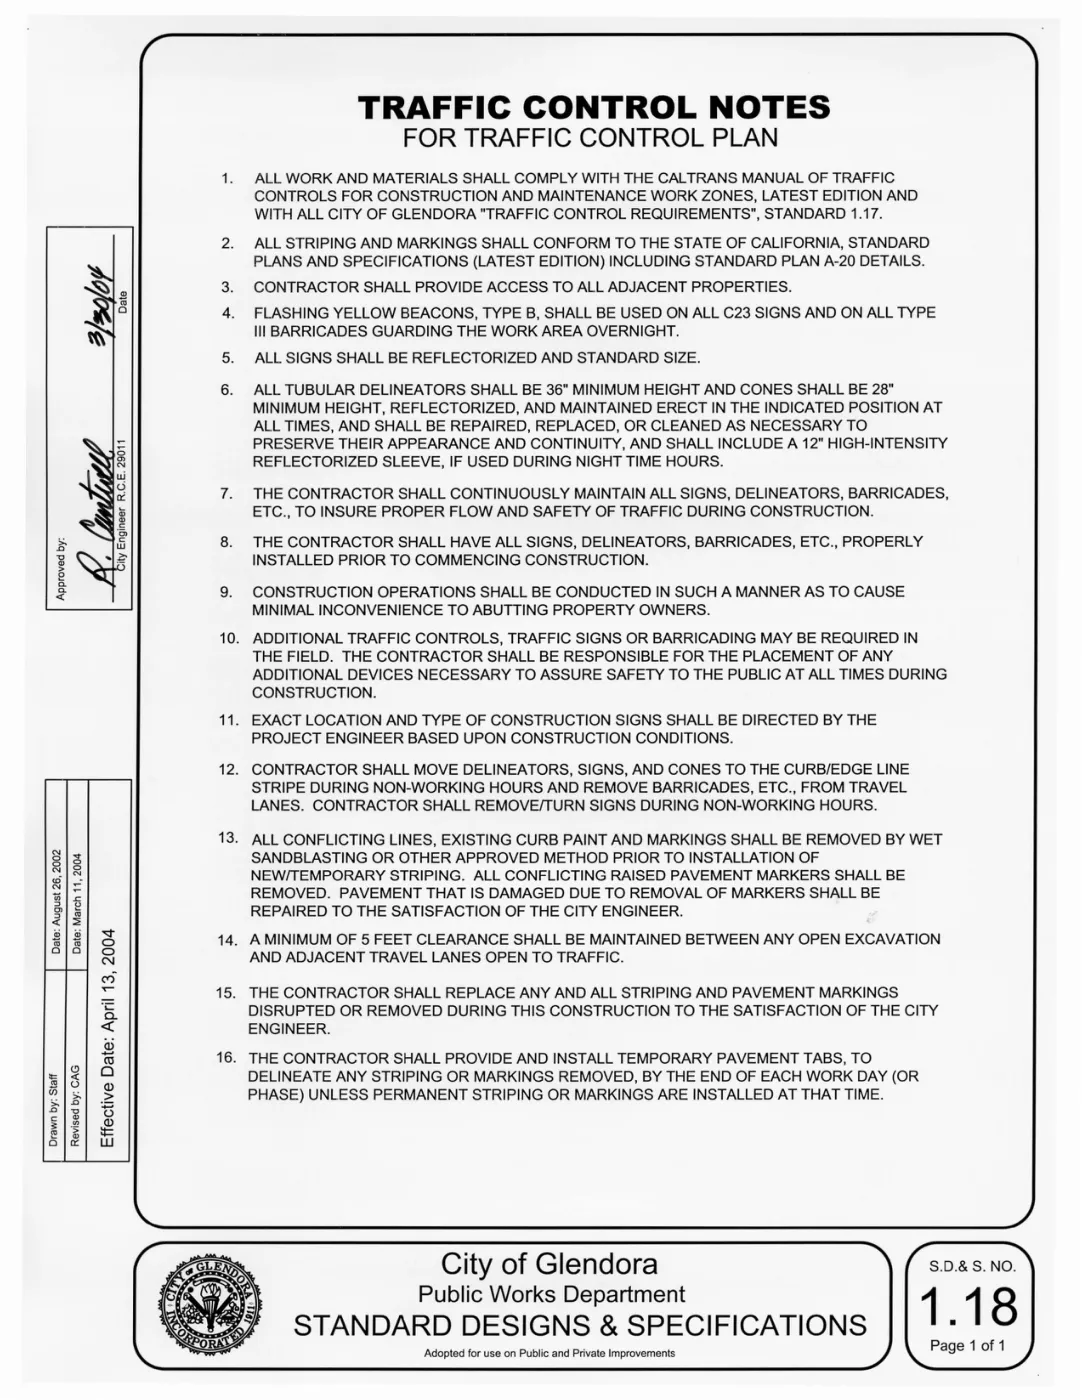 TRAFFIC CONTROL NOTES
FOR TRAFFIC CONTROL PLAN
1. ALL WORK AND MATERIALS SHALL COMPLY WITH THE CALTRANS MANUAL OF TRAFFIC
CONTROLS FOR CONSTRUCTION AND MAINTENANCE WORK ZONES, LATEST EDITION AND
WITH ALL CITY OF GLENDORA "TRAFFIC CONTROL REQUIREMENTS", STANDARD 1.17.
2. ALL STRIPING AND MARKINGS SHALL CONFORM TO THE STATE OF CALIFORNIA, STANDARD
PLANS AND SPECIFICATIONS (LATEST EDITION) INCLUDING STANDARD PLAN A-20 DETAILS.
3. CONTRACTOR SHALL PROVIDE ACCESS TO ALL ADJACENT PROPERTIES.
4. FLASHING YELLOW BEACONS, TYPE B, SHALL BE USED ON ALL C23 SIGNS AND ON ALL TYPE
III BARRICADES GUARDING THE WORK AREA OVERNIGHT.
5. ALL SIGNS SHALL BE REFLECTORIZED AND STANDARD SIZE.
6. ALL TUBULAR DELINEATORS SHALL BE 36" MINIMUM HEIGHT AND CONES SHALL BE 28"
MINIMUM HEIGHT, REFLECTORIZED, AND MAINTAINED ERECT IN THE INDICATED POSITION AT
ALL TIMES, AND SHALL BE REPAIRED, REPLACED, OR CLEANED AS NECESSARY TO
PRESERVE THEIR APPEARANCE AND CONTINUITY, AND SHALL INCLUDE A 12" HIGH-INTENSITY
REFLECTORIZED SLEEVE, IF USED DURING NIGHT TIME HOURS.
7. THE CONTRACTOR SHALL CONTINUOUSLY MAINTAIN ALL SIGNS, DELINEATORS, BARRICADES,
ETC., TO INSURE PROPER FLOW AND SAFETY OF TRAFFIC DURING CONSTRUCTION.
8. THE CONTRACTOR SHALL HAVE ALL SIGNS, DELINEATORS, BARRICADES, ETC., PROPERLY
INSTALLED PRIOR TO COMMENCING CONSTRUCTION.
9. CONSTRUCTION OPERATIONS SHALL BE CONDUCTED IN SUCH A MANNER AS TO CAUSE
MINIMAL INCONVENIENCE TO ABUTTING PROPERTY OWNERS.
10. ADDITIONAL TRAFFIC CONTROLS, TRAFFIC SIGNS OR BARRICADING MAY BE REQUIRED IN
THE FIELD. THE CONTRACTOR SHALL BE RESPONSIBLE FOR THE PLACEMENT OF ANY
ADDITIONAL DEVICES NECESSARY TO ASSURE SAFETY TO THE PUBLIC AT ALL TIMES DURING
CONSTRUCTION.
11. EXACT LOCATION AND TYPE OF CONSTRUCTION SIGNS SHALL BE DIRECTED BY THE
PROJECT ENGINEER BASED UPON CONSTRUCTION CONDITIONS.
12. CONTRACTOR SHALL MOVE DELINEATORS, SIGNS, AND CONES TO THE CURB/EDGE LINE
STRIPE DURING NON-WORKING HOURS AND REMOVE BARRICADES, ETC., FROM TRAVEL
LANES. CONTRACTOR SHALL REMOVE/TURN SIGNS DURING NON-WORKING HOURS.
13. ALL CONFLICTING LINES, EXISTING CURB PAINT AND MARKINGS SHALL BE REMOVED BY WET
SANDBLASTING OR OTHER APPROVED METHOD PRIOR TO INSTALLATION OF
NEW/TEMPORARY STRIPING. ALL CONFLICTING RAISED PAVEMENT MARKERS SHALL BE
REMOVED. PAVEMENT THAT IS DAMAGED DUE TO REMOVAL OF MARKERS SHALL BE
REPAIRED TO THE SATISFACTION OF THE CITY ENGINEER.
14. A MINIMUM OF 5 FEET CLEARANCE SHALL BE MAINTAINED BETWEEN ANY OPEN EXCAVATION
AND ADJACENT TRAVEL LANES OPEN TO TRAFFIC.
15. THE CONTRACTOR SHALL REPLACE ANY AND ALL STRIPING AND PAVEMENT MARKINGS
DISRUPTED OR REMOVED DURING THIS CONSTRUCTION TO THE SATISFACTION OF THE CITY
ENGINEER.
16. THE CONTRACTOR SHALL PROVIDE AND INSTALL TEMPORARY PAVEMENT TABS, TO
DELINEATE ANY STRIPING OR MARKINGS REMOVED, BY THE END OF EACH WORK DAY (OR
PHASE) UNLESS PERMANENT STRIPING OR MARKINGS ARE INSTALLED AT THAT TIME.
Approved by:
R. Cantwell 3/30/04
City Engineer R.C.E. 29011 Date
Drawn by: Staff Date: August 26, 2002
Revised by: CAG Date: March 11, 2004
Effective Date: April 13, 2004
CITY OF GLENDORA
INCORPORATED 1911
City of Glendora
Public Works Department
STANDARD DESIGNS & SPECIFICATIONS
Adopted for use on Public and Private Improvements
S.D.& S. NO.
1.18
Page 1 of 1